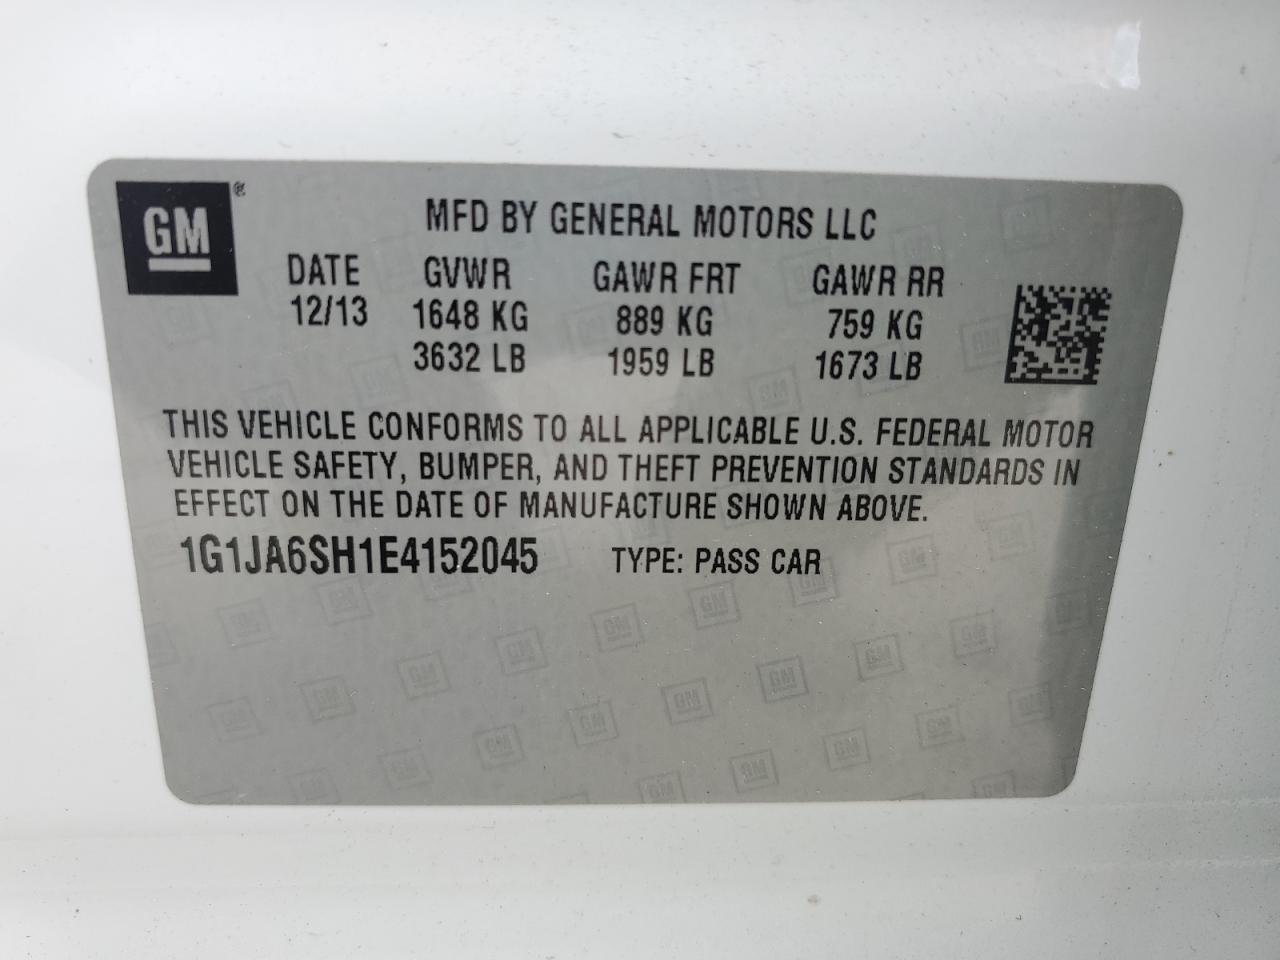 GM ®
MFD BY GENERAL MOTORS LLC
DATE GVWR GAWR FRT GAWR RR
12/13 1648 KG 889 KG 759 KG
3632 LB 1959 LB 1673 LB
THIS VEHICLE CONFORMS TO ALL APPLICABLE U.S. FEDERAL MOTOR
VEHICLE SAFETY, BUMPER, AND THEFT PREVENTION STANDARDS IN
EFFECT ON THE DATE OF MANUFACTURE SHOWN ABOVE.
1G1JA6SH1E4152045 TYPE: PASS CAR